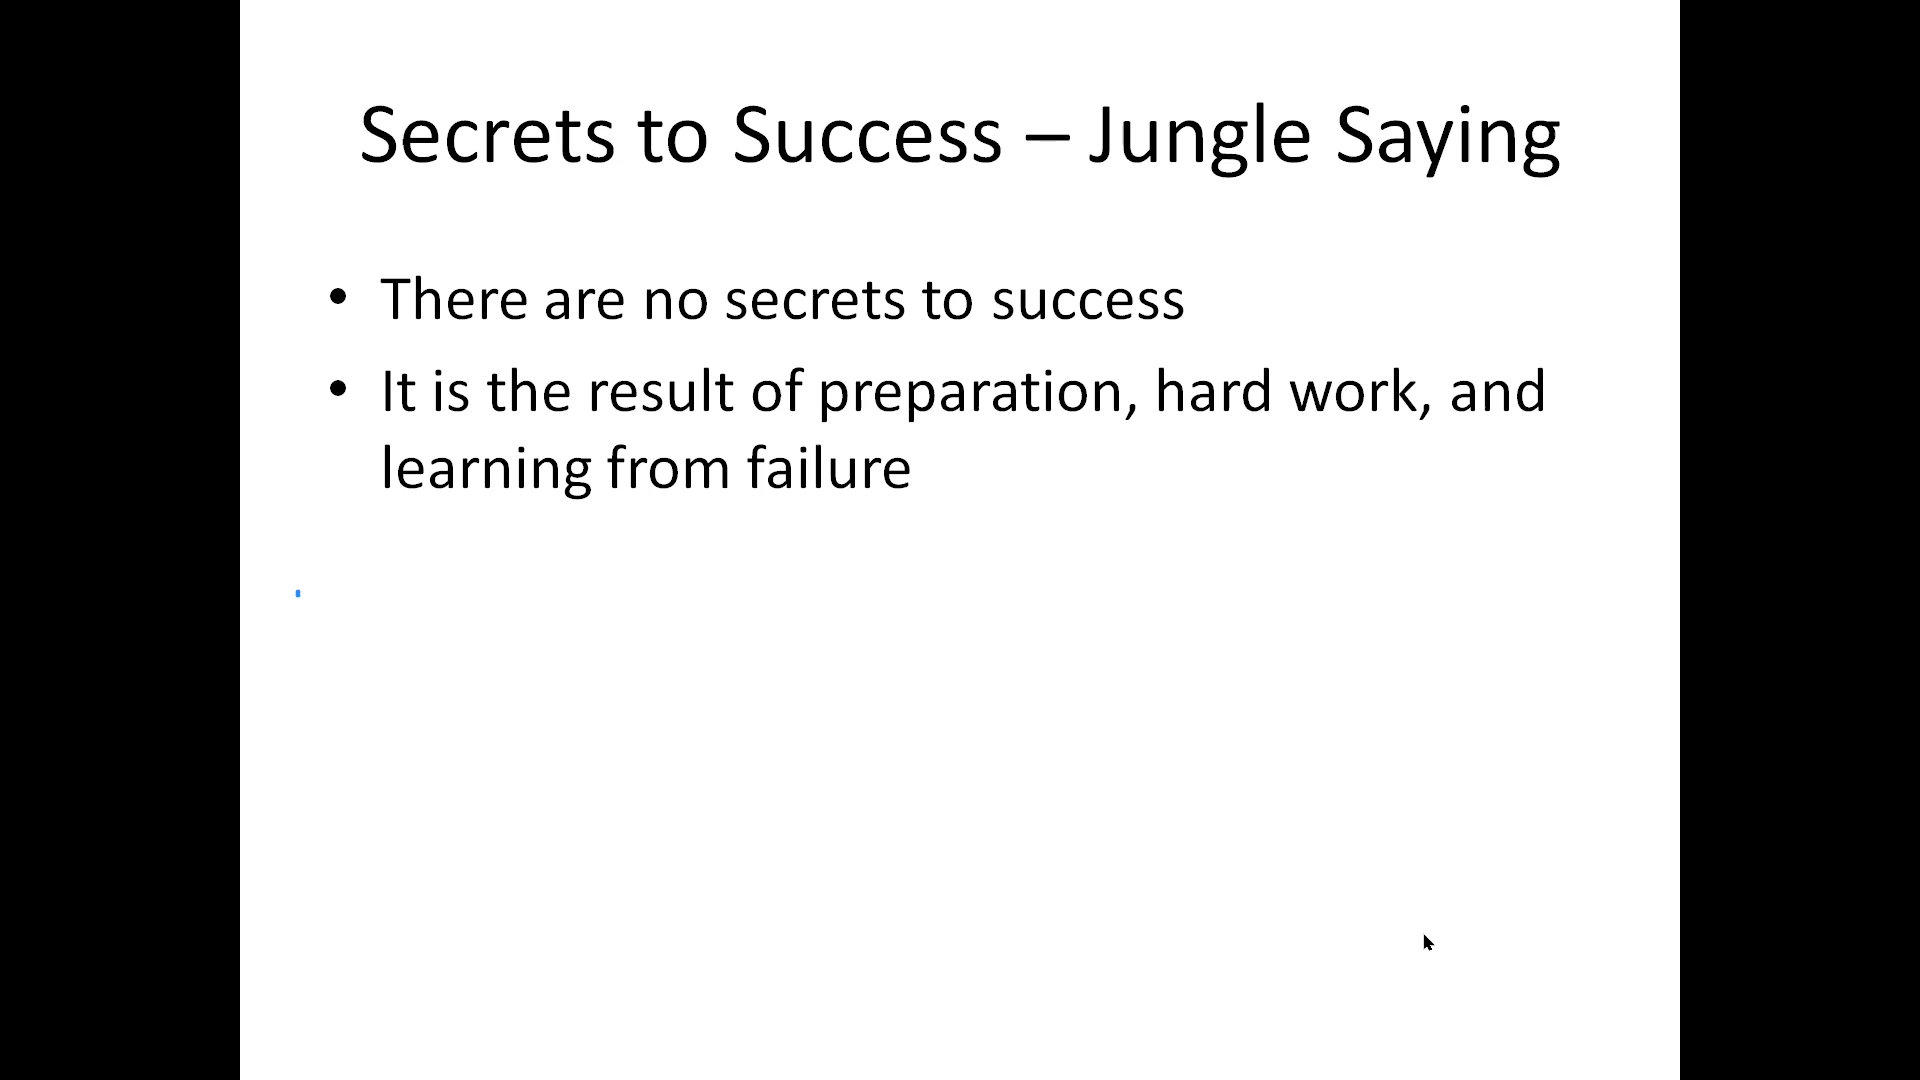 Secrets to Success – Jungle Saying
• There are no secrets to success
• It is the result of preparation, hard work, and
learning from failure